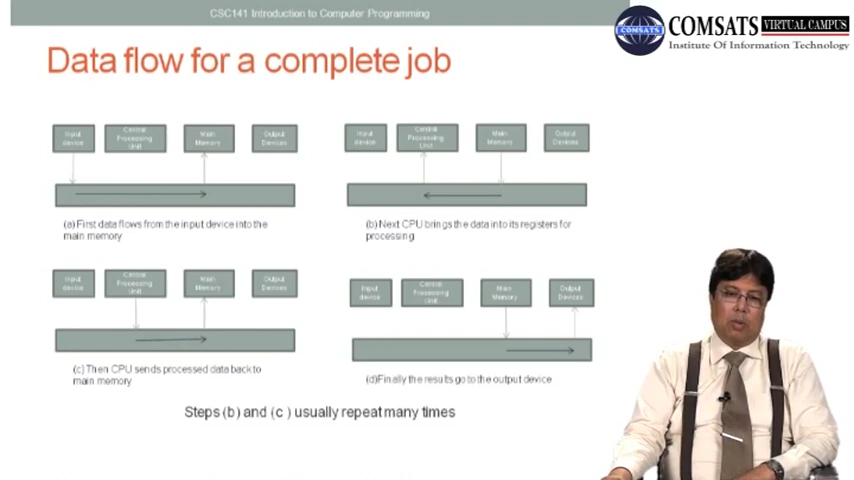 CSC141 Introduction to Computer Programming
COMSATS
COMSATS VIRTUAL CAMPUS
Institute Of Information Technology
Data flow for a complete job
Input device
Central Processing Unit
Main Memory
Output Devices
(a) First data flows from the input device into the
main memory
Input device
Central Processing Unit
Main Memory
Output Devices
(b) Next CPU brings the data into its registers for
processing
Input device
Central Processing Unit
Main Memory
Output Devices
(c) Then CPU sends processed data back to
main memory
Input device
Central Processing Unit
Main Memory
Output Devices
(d)Finally the results go to the output device
Steps (b) and (c ) usually repeat many times